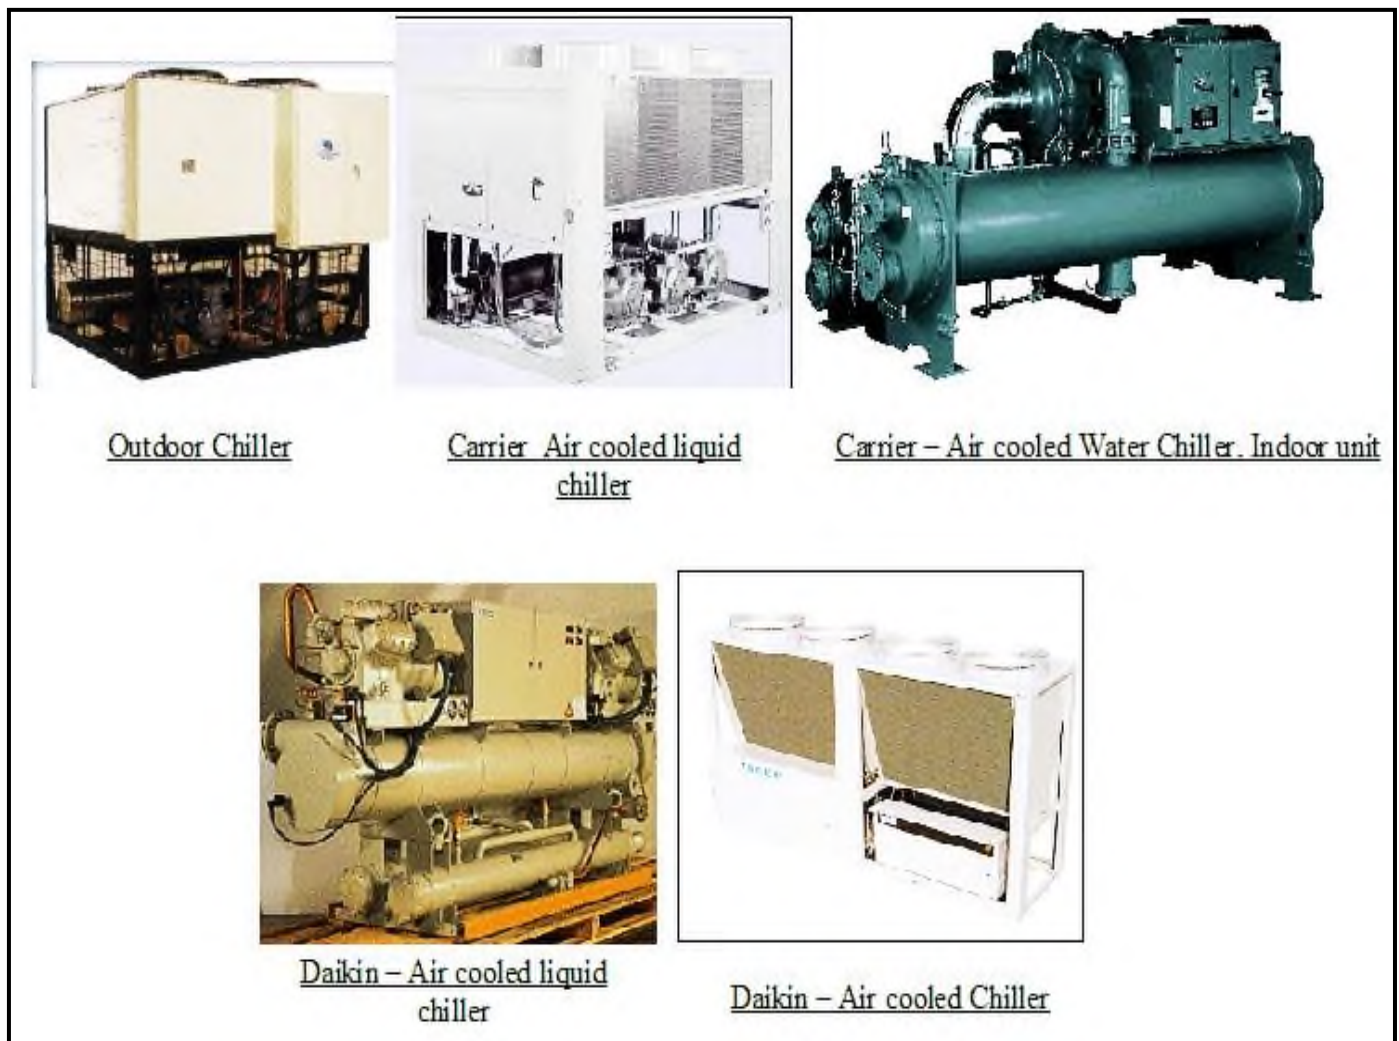 Outdoor Chiller
Carrier Air cooled liquid
chiller
Carrier – Air cooled Water Chiller. Indoor unit
Daikin – Air cooled liquid
chiller
Daikin – Air cooled Chiller